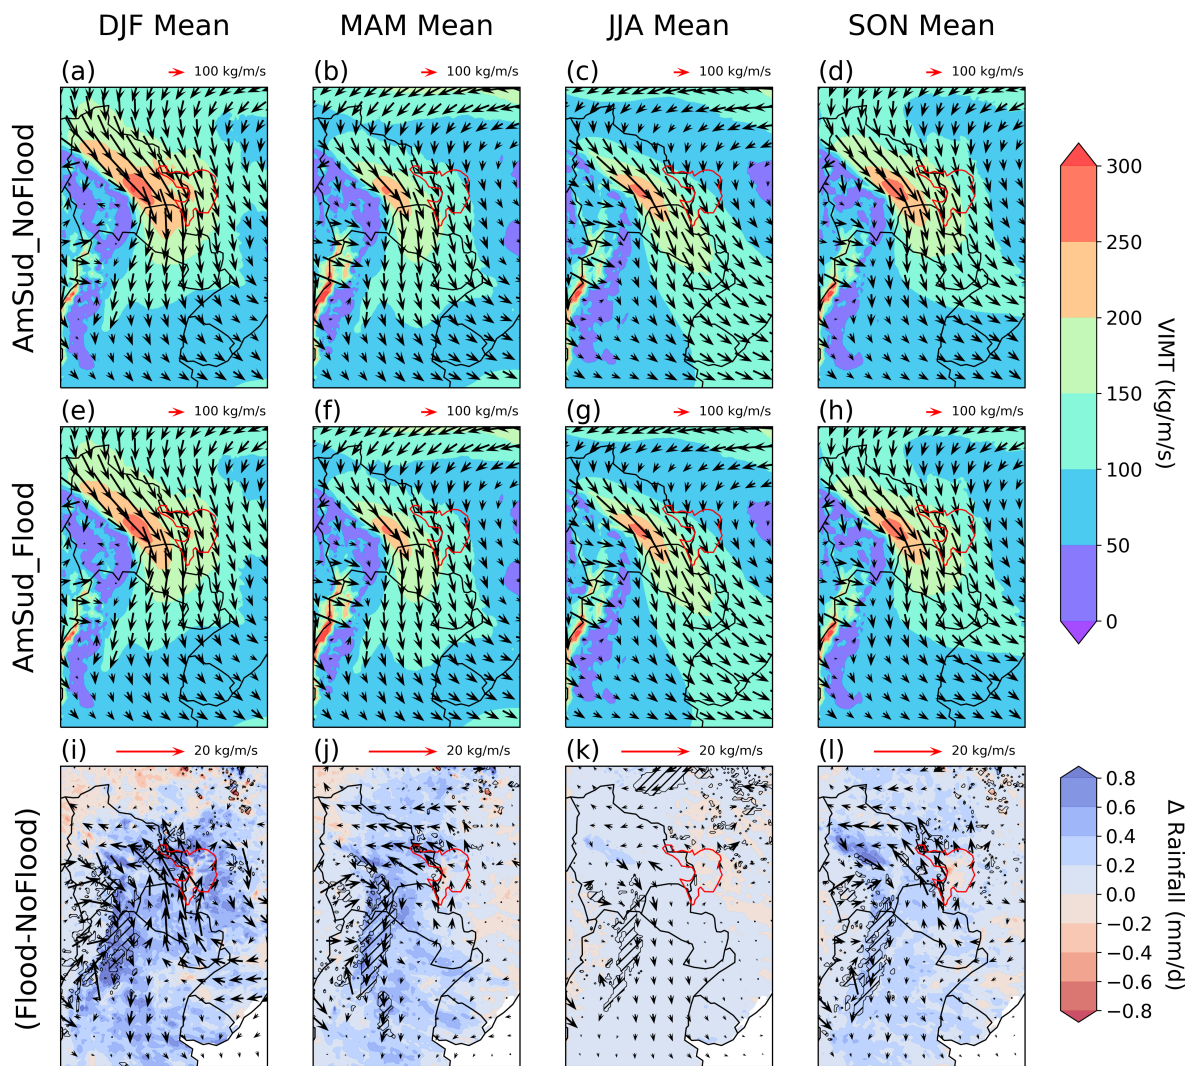 DJF Mean
MAM Mean
JJA Mean
SON Mean
(a)
100 kg/m/s
(b)
100 kg/m/s
(c)
100 kg/m/s
(d)
100 kg/m/s
AmSud_NoFlood
(e)
100 kg/m/s
(f)
100 kg/m/s
(g)
100 kg/m/s
(h)
100 kg/m/s
AmSud_Flood
300
250
200
150
100
50
0
VIMT (kg/m/s)
(i)
20 kg/m/s
(j)
20 kg/m/s
(k)
20 kg/m/s
(l)
20 kg/m/s
(Flood-NoFlood)
0.8
0.6
0.4
0.2
0.0
−0.2
−0.4
−0.6
−0.8
Δ Rainfall (mm/d)